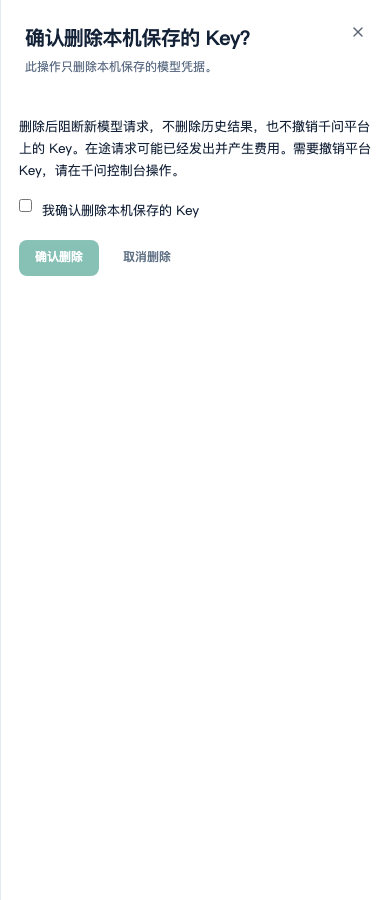 确认删除本机保存的 Key?
此操作只删除本机保存的模型凭据。
删除后阻断新模型请求，不删除历史结果，也不撤销千问平台
上的 Key。在途请求可能已经发出并产生费用。需要撤销平台
Key，请在千问控制台操作。
我确认删除本机保存的 Key
确认删除
取消删除